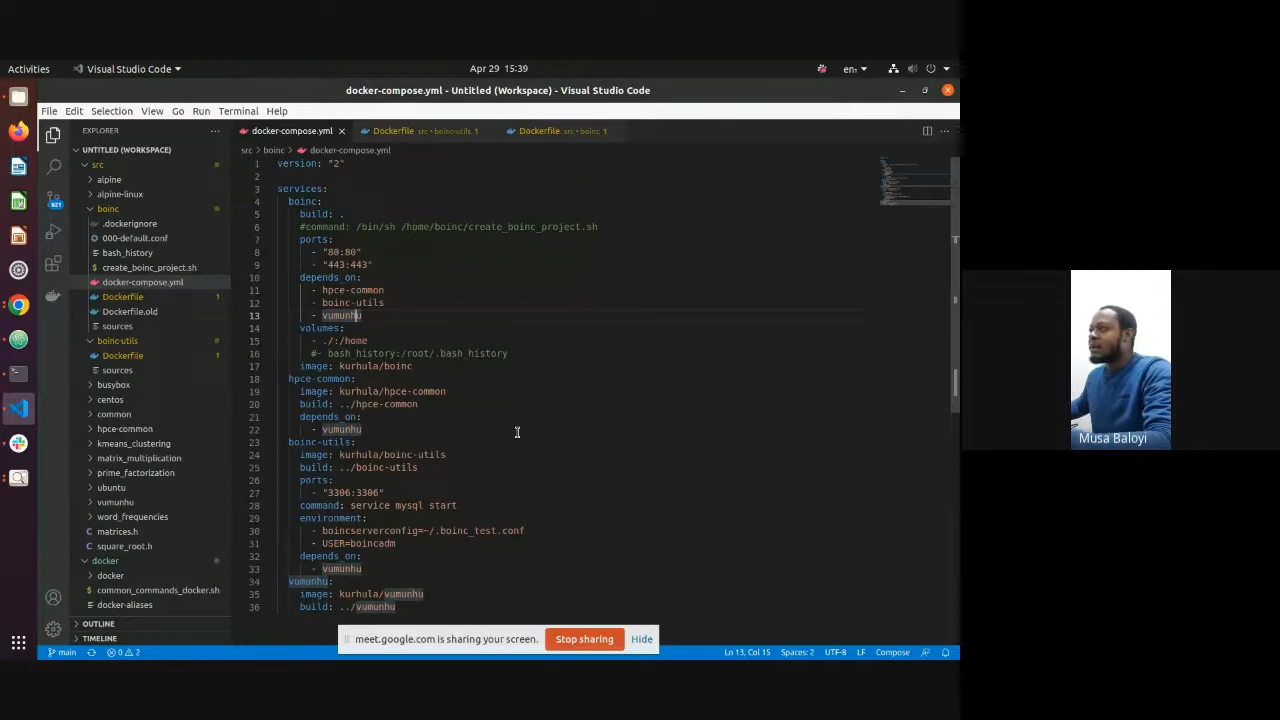 Activities
Visual Studio Code
Apr 29 15:39
en₁
docker-compose.yml - Untitled (Workspace) - Visual Studio Code
File Edit Selection View Go Run Terminal Help
EXPLORER
UNTITLED (WORKSPACE)
src
alpine
alpine-linux
boinc
.dockerignore
000-default.conf
bash_history
create_boinc_project.sh
docker-compose.yml
Dockerfile 1
Dockerfile.old
sources
boinc-utils
Dockerfile 1
sources
busybox
centos
common
hpce-common
kmeans_clustering
matrix_multiplication
prime_factorization
ubuntu
vumunhu
word_frequencies
matrices.h
square_root.h
docker
docker
common_commands_docker.sh
docker-aliases
OUTLINE
TIMELINE
821
docker-compose.yml
Dockerfile src • boinc-utils 1
Dockerfile src • boinc 1
src > boinc > docker-compose.yml
1 version: "2"
2
3 services:
4 boinc:
5 build: .
6 #command: /bin/sh /home/boinc/create_boinc_project.sh
7 ports:
8 - "80:80"
9 - "443:443"
10 depends_on:
11 - hpce-common
12 - boinc-utils
13 - vumunhu
14 volumes:
15 - ./:/home
16 #- bash_history:/root/.bash_history
17 image: kurhula/boinc
18 hpce-common:
19 image: kurhula/hpce-common
20 build: ../hpce-common
21 depends_on:
22 - vumunhu
23 boinc-utils:
24 image: kurhula/boinc-utils
25 build: ../boinc-utils
26 ports:
27 - "3306:3306"
28 command: service mysql start
29 environment:
30 - boincserverconfig=~/.boinc_test.conf
31 - USER=boincadm
32 depends_on:
33 - vumunhu
34 vumunhu:
35 image: kurhula/vumunhu
36 build: ../vumunhu
meet.google.com is sharing your screen. Stop sharing Hide
main 0 2
Ln 13, Col 15 Spaces: 2 UTF-8 LF Compose
Musa Baloyi